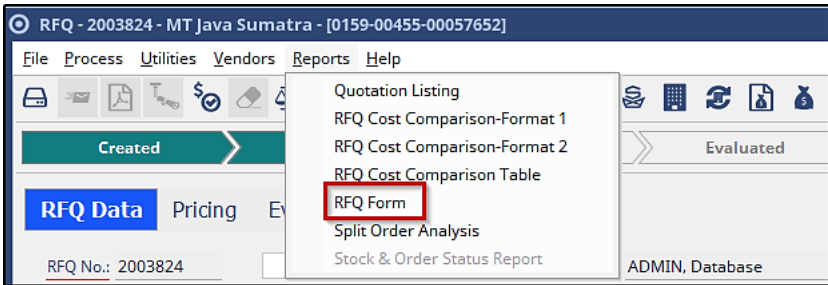 RFQ - 2003824 - MT Java Sumatra - [0159-00455-00057652]
File Process Utilities Vendors Reports Help
Quotation Listing
RFQ Cost Comparison-Format 1
RFQ Cost Comparison-Format 2
RFQ Cost Comparison Table
RFQ Form
Split Order Analysis
Stock & Order Status Report
Created
Evaluated
RFQ Data Pricing Ev
RFQ No.: 2003824
ADMIN, Database